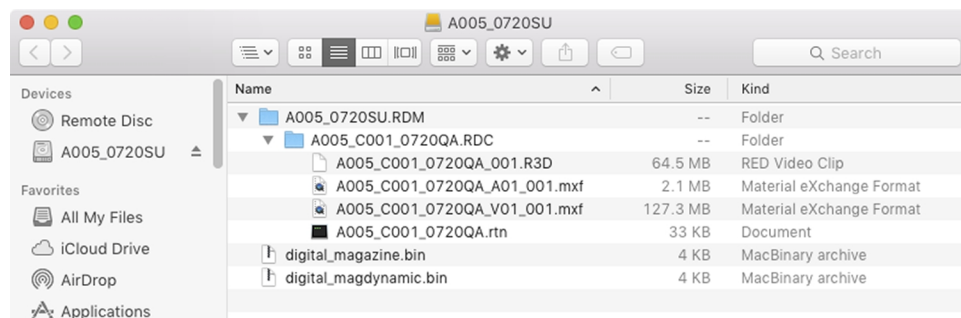 A005_0720SU
Search
Devices
Remote Disc
A005_0720SU
Favorites
All My Files
iCloud Drive
AirDrop
Applications
Name Size Kind
A005_0720SU.RDM -- Folder
A005_C001_0720QA.RDC -- Folder
A005_C001_0720QA_001.R3D 64.5 MB RED Video Clip
A005_C001_0720QA_A01_001.mxf 2.1 MB Material eXchange Format
A005_C001_0720QA_V01_001.mxf 127.3 MB Material eXchange Format
A005_C001_0720QA.rtn 33 KB Document
digital_magazine.bin 4 KB MacBinary archive
digital_magdynamic.bin 4 KB MacBinary archive